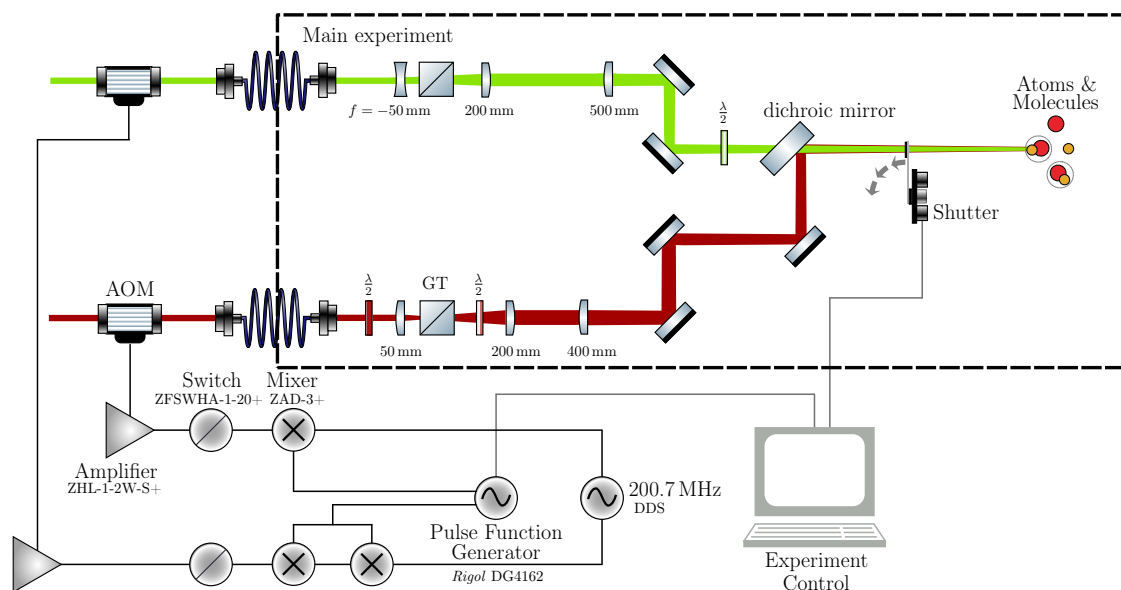 Main experiment
f = −50 mm
200 mm
500 mm
λ/2
dichroic mirror
Atoms &
Molecules
Shutter
AOM
λ/2
GT
λ/2
50 mm
200 mm
400 mm
Switch
ZFSWHA-1-20+
Mixer
ZAD-3+
Amplifier
ZHL-1-2W-S+
200.7 MHz
DDS
Pulse Function
Generator
Rigol DG4162
Experiment
Control